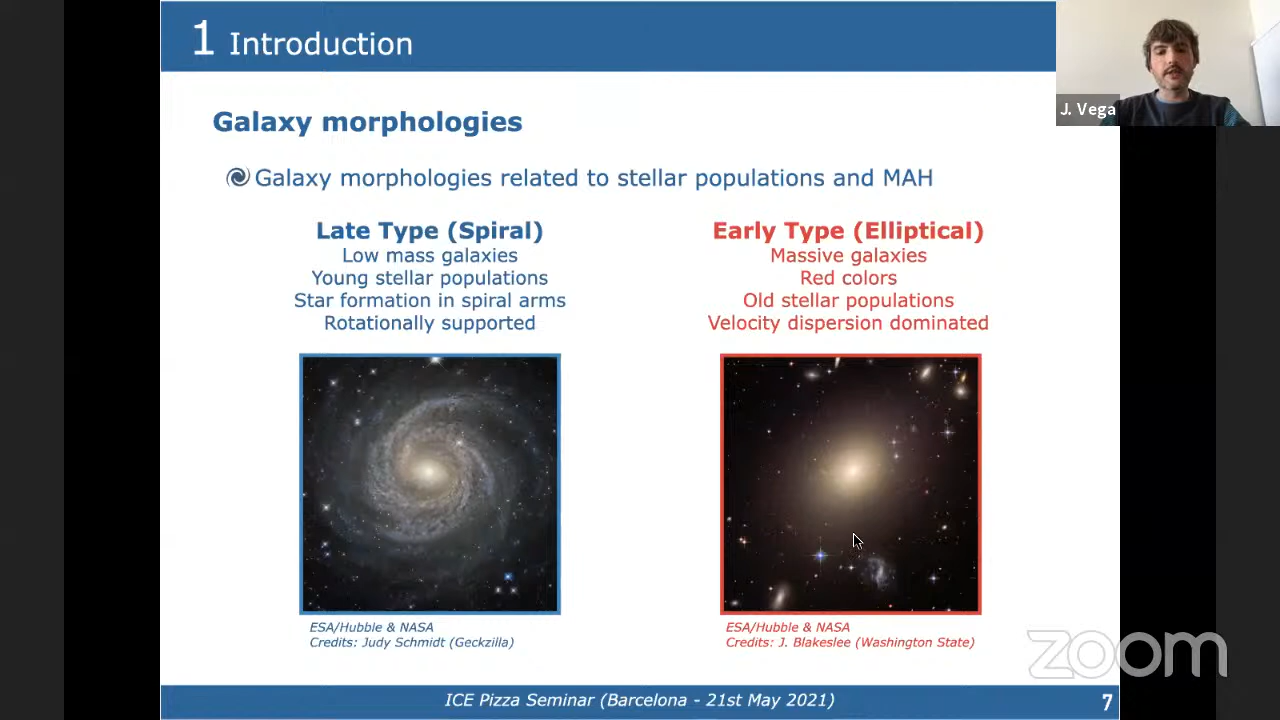 1 Introduction
J. Vega
Galaxy morphologies
Galaxy morphologies related to stellar populations and MAH
Late Type (Spiral)
Low mass galaxies
Young stellar populations
Star formation in spiral arms
Rotationally supported
Early Type (Elliptical)
Massive galaxies
Red colors
Old stellar populations
Velocity dispersion dominated
ESA/Hubble & NASA
Credits: Judy Schmidt (Geckzilla)
ESA/Hubble & NASA
Credits: J. Blakeslee (Washington State)
zoom
ICE Pizza Seminar (Barcelona - 21st May 2021)
7